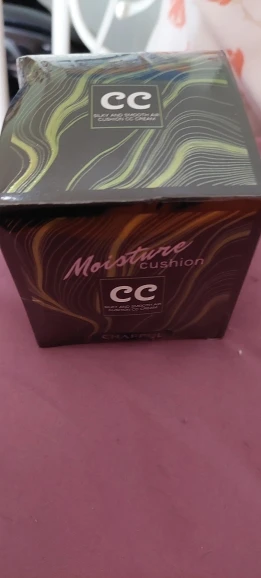 CC
SILKY AND SMOOTH AIR
CUSHION CC CREAM
Moisture
cushion
CC
SILKY AND SMOOTH AIR
CUSHION CC CREAM